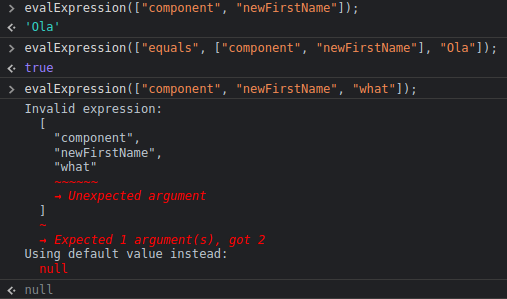 > evalExpression(["component", "newFirstName"]);
'Ola'
> evalExpression(["equals", ["component", "newFirstName"], "Ola"]);
true
> evalExpression(["component", "newFirstName", "what"]);
Invalid expression:
[
"component",
"newFirstName",
"what"
~~~~~~
→ Unexpected argument
]
~
→ Expected 1 argument(s), got 2
Using default value instead:
null
null